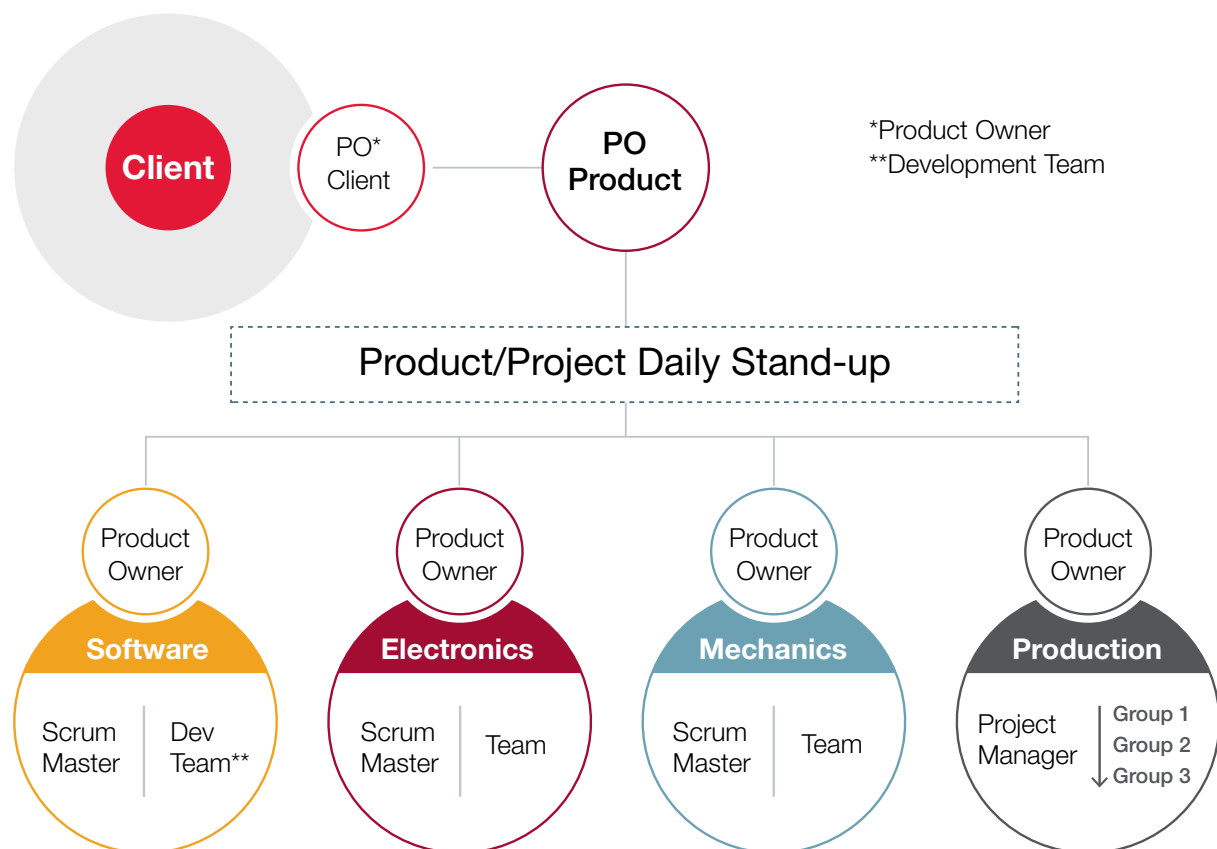 Client
PO*
Client
PO
Product
*Product Owner
**Development Team
Product/Project Daily Stand-up
Product
Owner
Software
Scrum
Master
Dev
Team**
Product
Owner
Electronics
Scrum
Master
Team
Product
Owner
Mechanics
Scrum
Master
Team
Product
Owner
Production
Project
Manager
Group 1
Group 2
Group 3